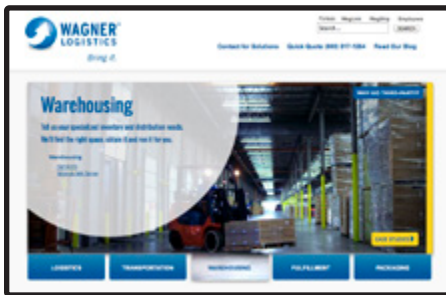 WAGNER
LOGISTICS
Bring it.
SEARCH
Contact for Solutions Quick Quote Read Our Blog
Warehousing
Tell us your specialized inventory and distribution needs.
We'll find the right space, obtain it and run it for you.
Warehousing
CASE STUDIES
LOGISTICS
TRANSPORTATION
WAREHOUSING
FULFILLMENT
PACKAGING